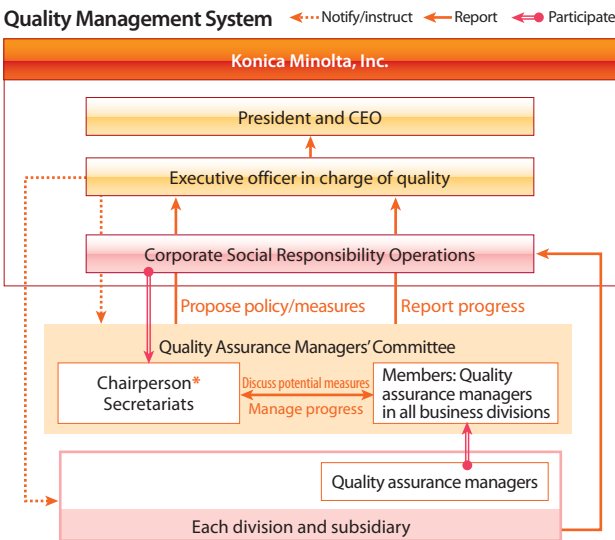 Quality Management System
Notify/instruct
Report
Participate
Konica Minolta, Inc.
President and CEO
Executive officer in charge of quality
Corporate Social Responsibility Operations
Propose policy/measures
Report progress
Quality Assurance Managers' Committee
Chairperson*
Secretariats
Discuss potential measures
Manage progress
Members: Quality
assurance managers
in all business divisions
Quality assurance managers
Each division and subsidiary